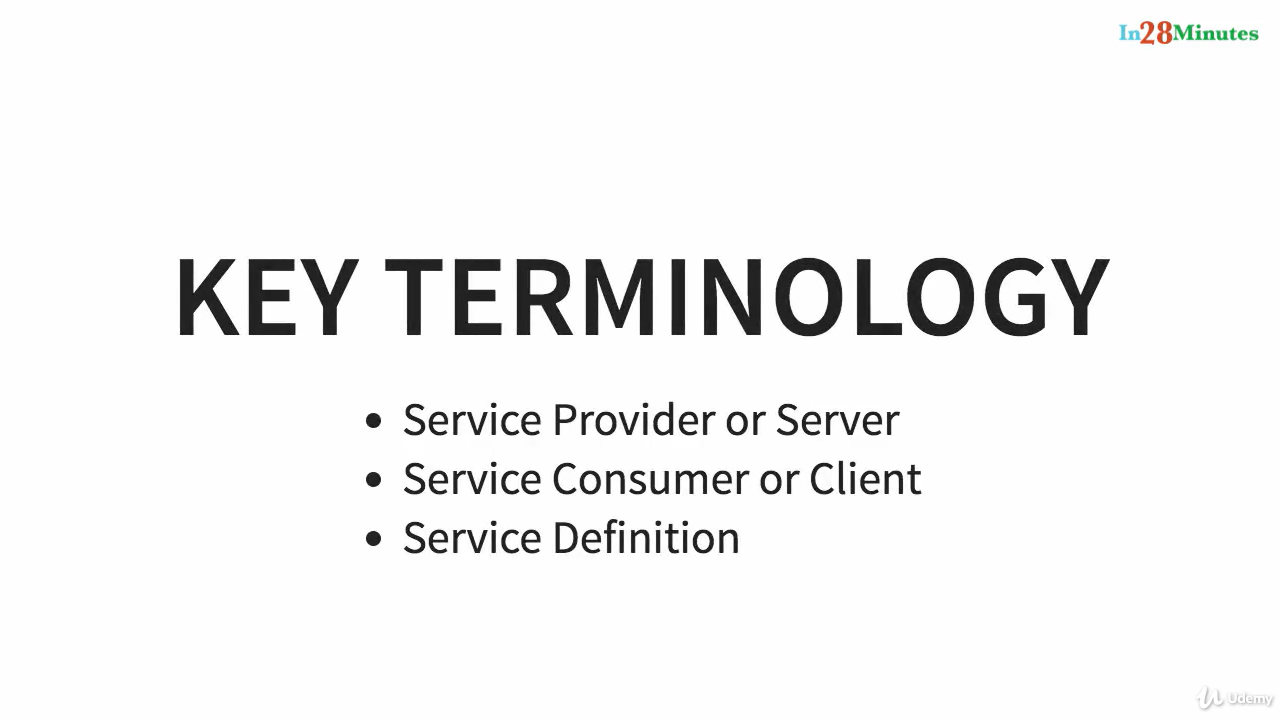 In28Minutes
KEY TERMINOLOGY
• Service Provider or Server
• Service Consumer or Client
• Service Definition
Udemy